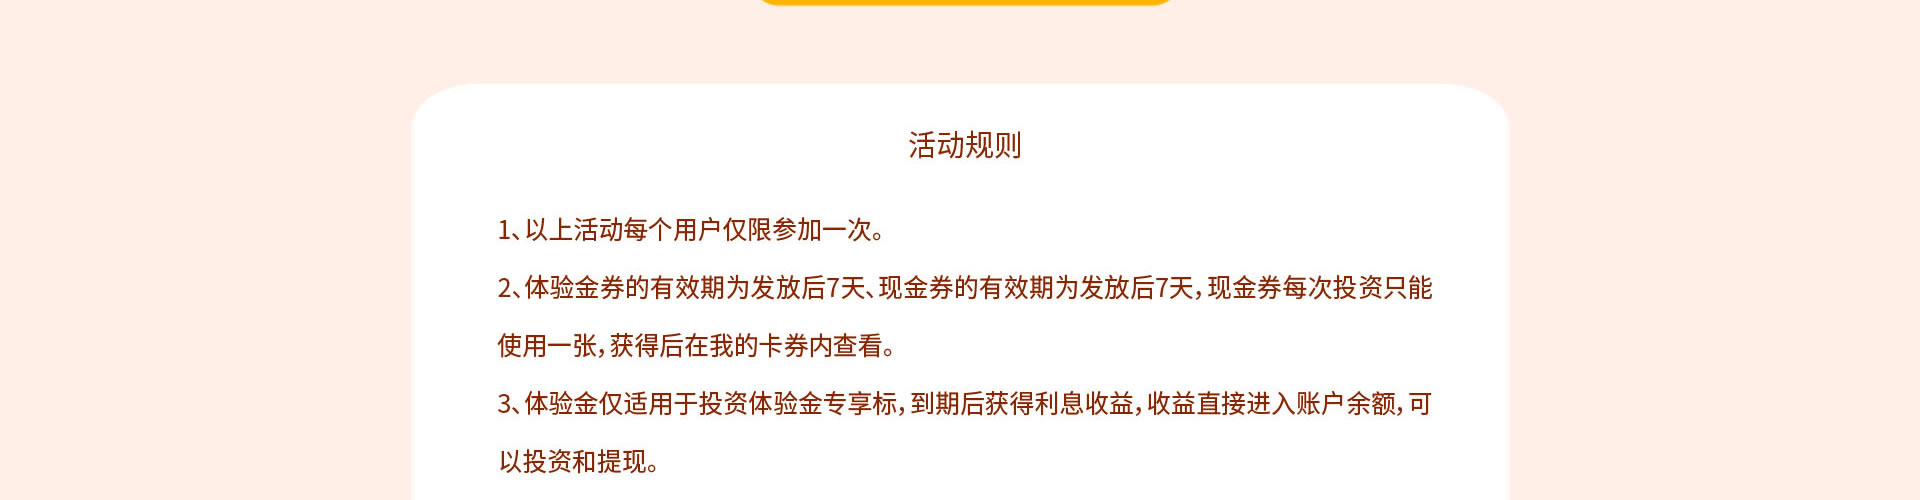 活动规则
1、以上活动每个用户仅限参加一次。
2、体验金券的有效期为发放后7天、现金券的有效期为发放后7天，现金券每次投资只能
使用一张，获得后在我的卡券内查看。
3、体验金仅适用于投资体验金专享标，到期后获得利息收益，收益直接进入账户余额，可
以投资和提现。